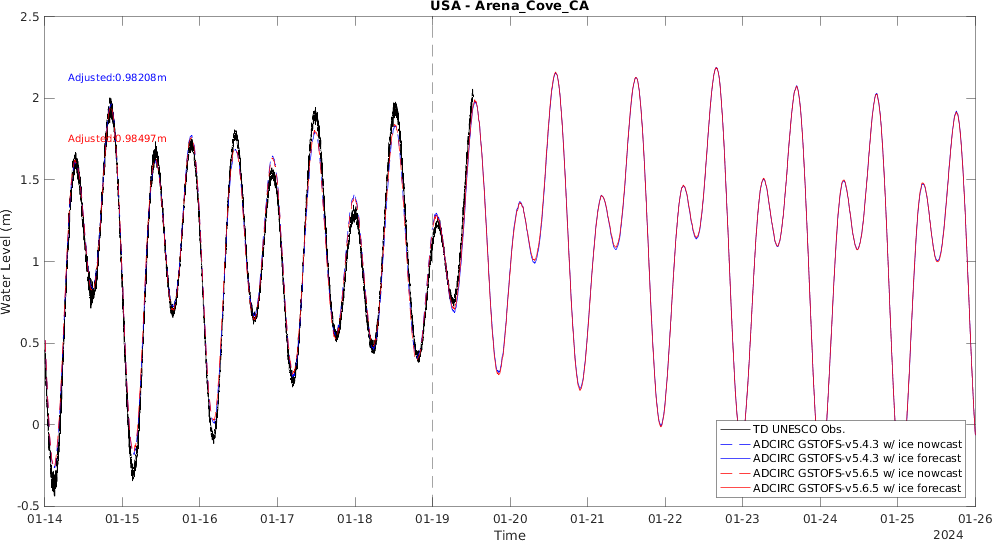 USA - Arena_Cove_CA
2.5
2
1.5
1
0.5
0
-0.5
Water Level (m)
Adjusted:0.98208m
Adjusted:0.98497m
TD UNESCO Obs.
ADCIRC GSTOFS-v5.4.3 w/ ice nowcast
ADCIRC GSTOFS-v5.4.3 w/ ice forecast
ADCIRC GSTOFS-v5.6.5 w/ ice nowcast
ADCIRC GSTOFS-v5.6.5 w/ ice forecast
01-14 01-15 01-16 01-17 01-18 01-19 01-20 01-21 01-22 01-23 01-24 01-25 01-26
Time
2024